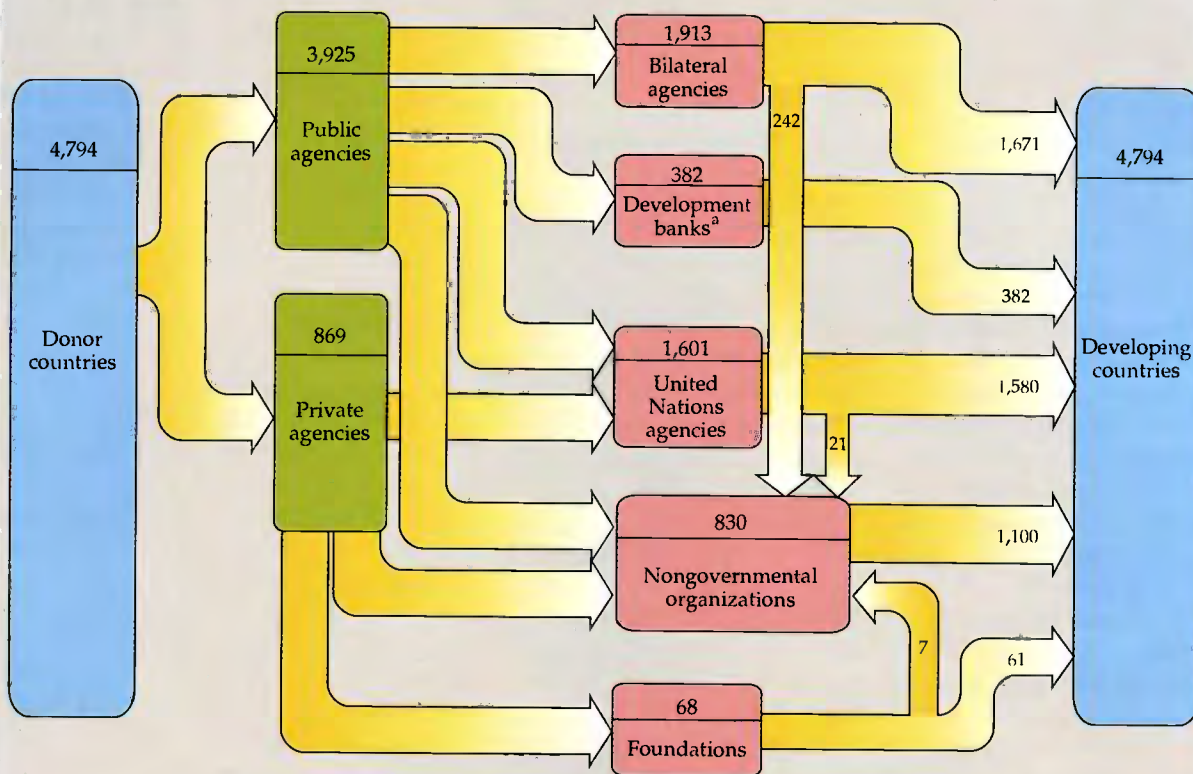 4,794
Donor
countries
3,925
Public
agencies
869
Private
agencies
1,913
Bilateral
agencies
382
Development
banksa
1,601
United
Nations
agencies
830
Nongovernmental
organizations
68
Foundations
242
21
7
1,671
382
1,580
1,100
61
4,794
Developing
countries